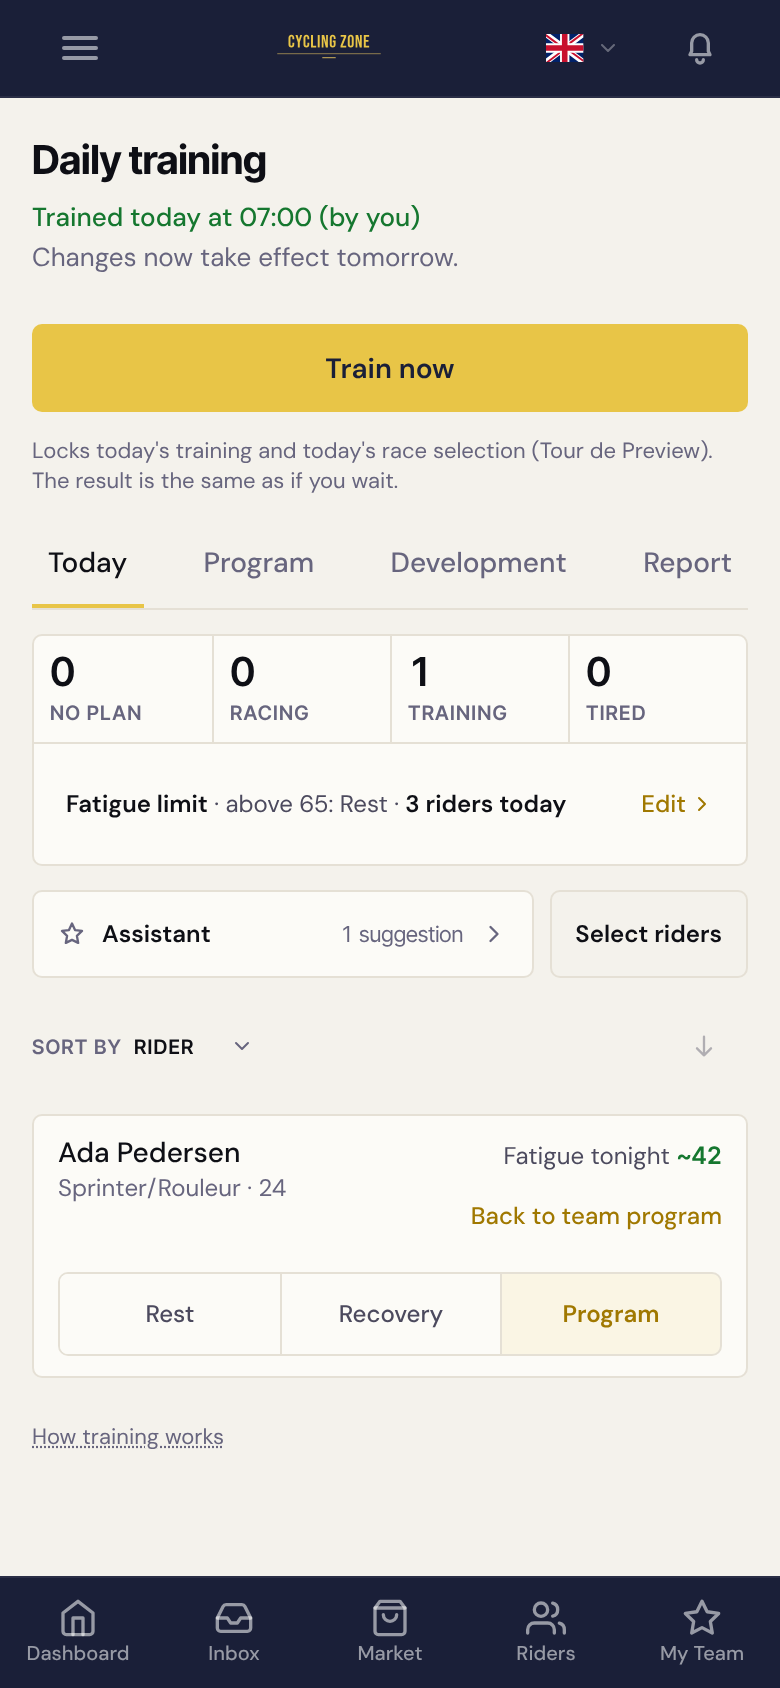 CYCLING ZONE
Daily training
Trained today at 07:00 (by you)
Changes now take effect tomorrow.
Train now
Locks today's training and today's race selection (Tour de Preview).
The result is the same as if you wait.
Today Program Development Report
0 0 1 0
NO PLAN RACING TRAINING TIRED
Fatigue limit · above 65: Rest · 3 riders today Edit
Assistant 1 suggestion Select riders
SORT BY RIDER
Ada Pedersen Fatigue tonight ~42
Sprinter/Rouleur · 24
Back to team program
Rest Recovery Program
How training works
Dashboard Inbox Market Riders My Team